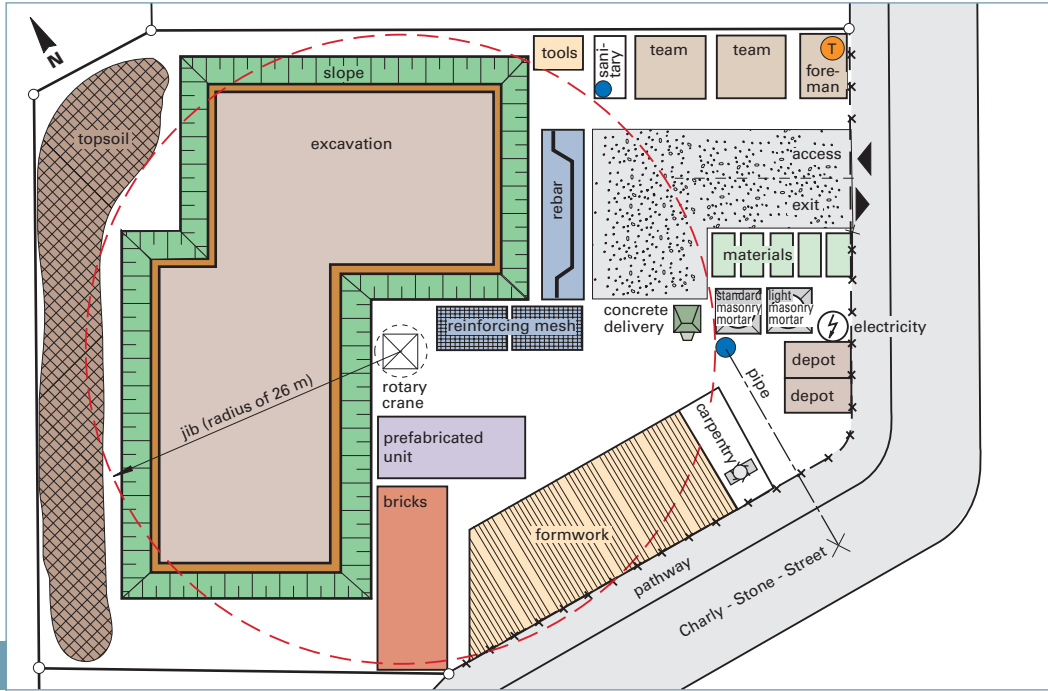 N
tools
sani-
tary
team
team
T
fore-
man
slope
topsoil
excavation
rebar
access
exit
materials
reinforcing mesh
concrete
delivery
standard
masonry
mortar
light
masonry
mortar
electricity
depot
depot
pipe
rotary
crane
jib (radius of 26 m)
prefabricated
unit
carpentry
bricks
formwork
pathway
Charly - Stone - Street